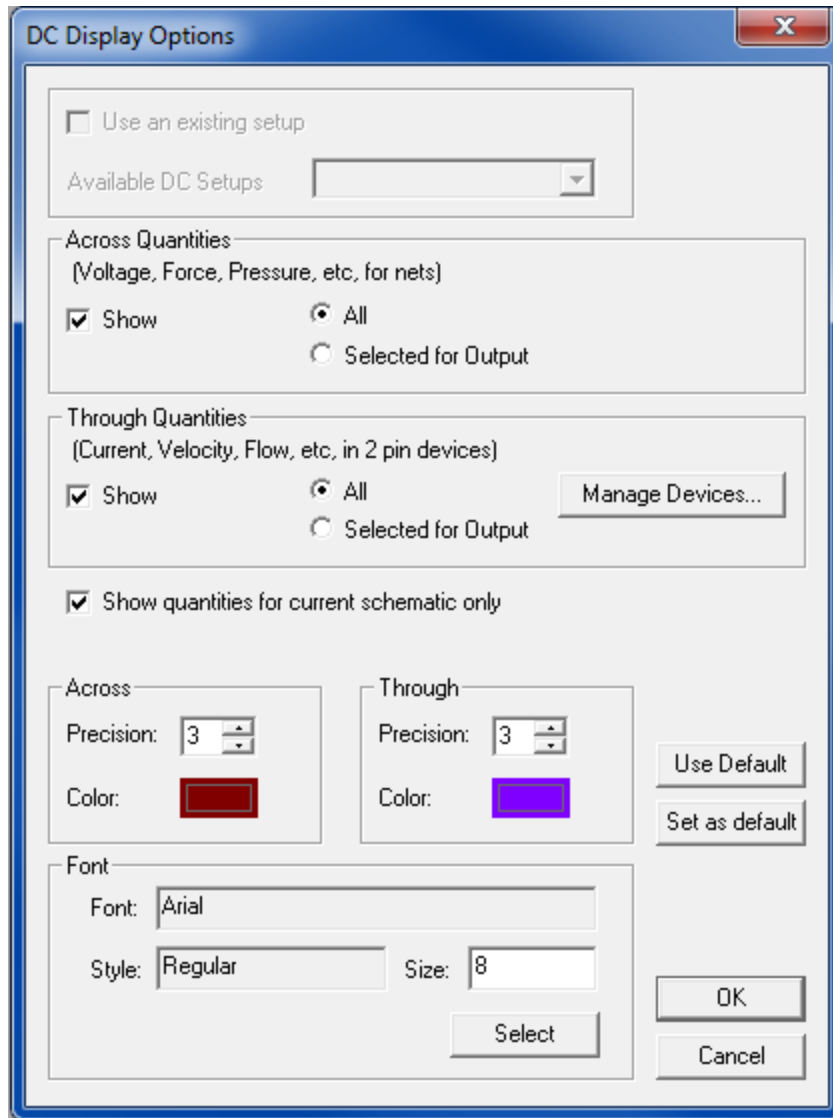 DC Display Options
Use an existing setup
Available DC Setups
Across Quantities
(Voltage, Force, Pressure, etc, for nets)
Show
All
Selected for Output
Through Quantities
(Current, Velocity, Flow, etc, in 2 pin devices)
Show
All
Manage Devices...
Selected for Output
Show quantities for current schematic only
Across
Precision: 3
Color:
Through
Precision: 3
Color:
Use Default
Set as default
Font
Font: Arial
Style: Regular Size: 8
Select
OK
Cancel